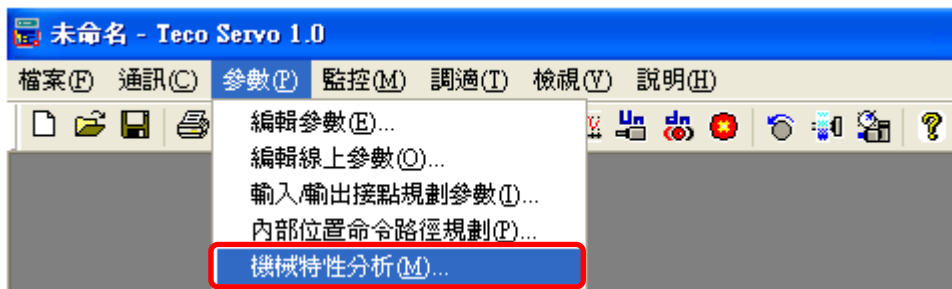 未命名 - Teco Servo 1.0
檔案(F) 通訊(C) 參數(P) 監控(M) 調適(T) 檢視(V) 說明(H)
編輯參數(E)...
編輯線上參數(O)...
輸入/輸出接點規劃參數(I)...
內部位置命令路徑規劃(P)...
機械特性分析(M)...